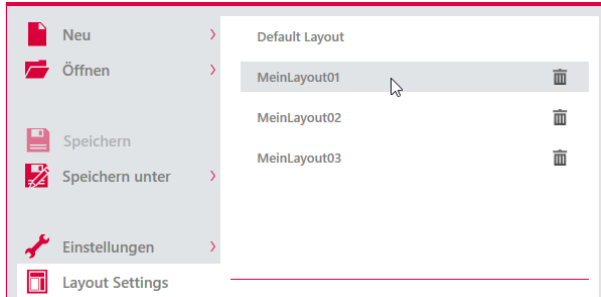 Neu
Öffnen
Speichern
Speichern unter
Einstellungen
Layout Settings
Default Layout
MeinLayout01
MeinLayout02
MeinLayout03